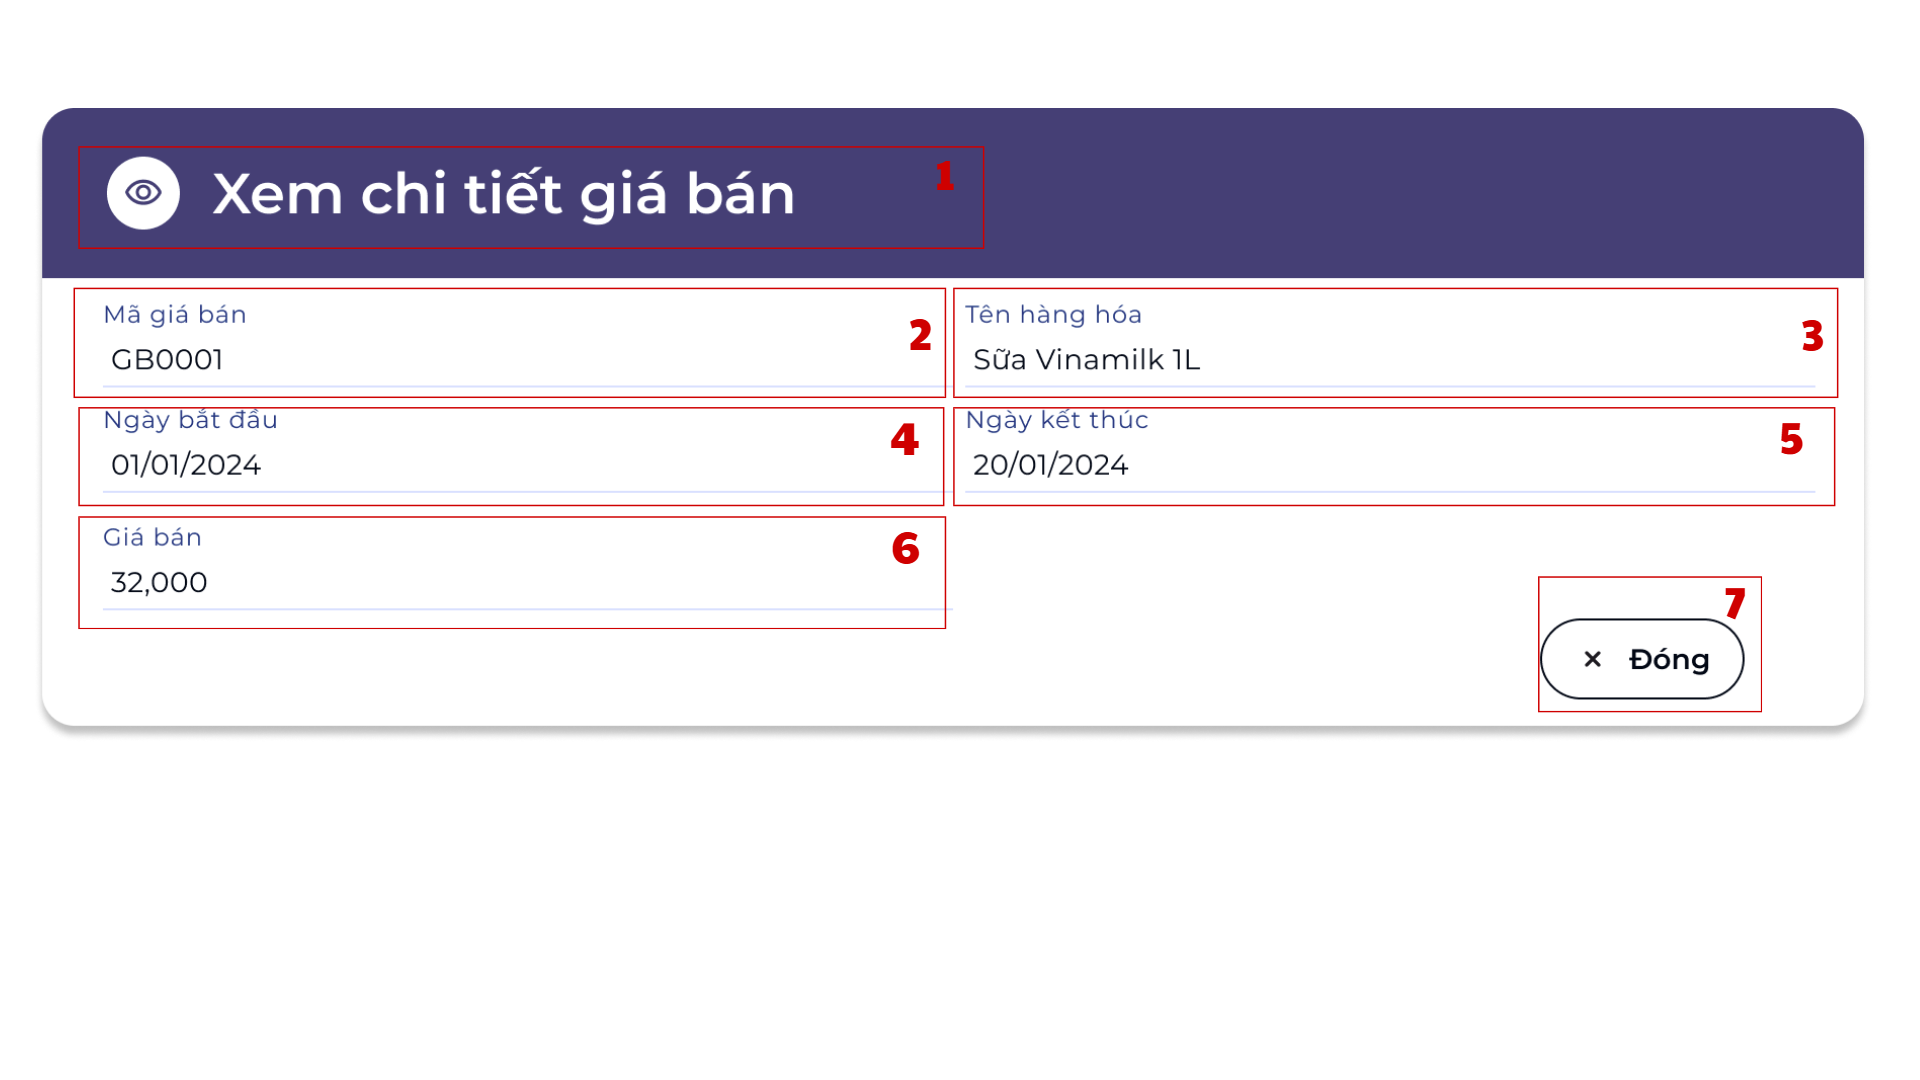 Xem chi tiết giá bán 1
Mã giá bán
GB0001
2
Tên hàng hóa
Sữa Vinamilk 1L
3
Ngày bắt đầu
01/01/2024
4
Ngày kết thúc
20/01/2024
5
Giá bán
32,000
6
7
× Đóng